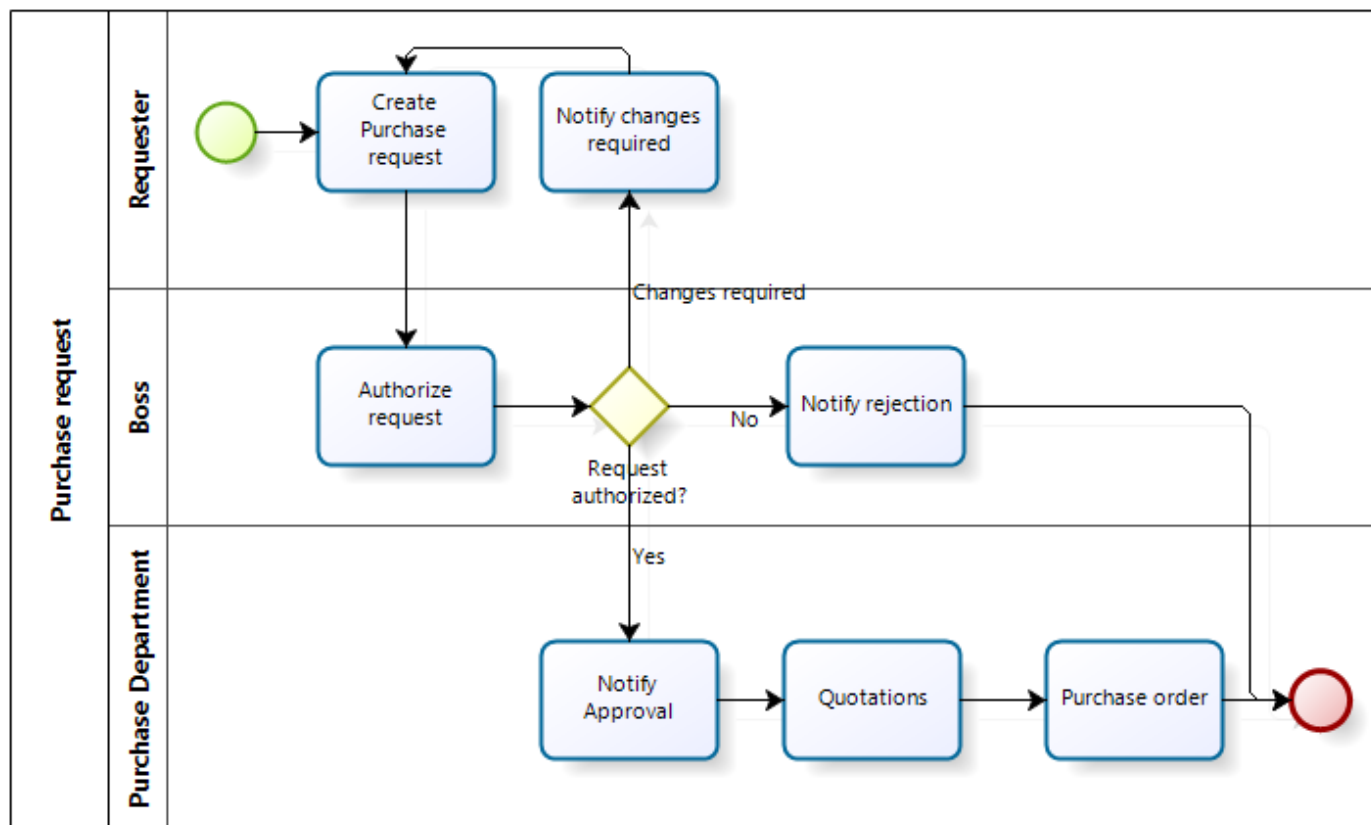 Purchase request
Requester
Create
Purchase
request
Notify changes
required
Changes required
Boss
Authorize
request
Request
authorized?
No
Notify rejection
Purchase Department
Yes
Notify
Approval
Quotations
Purchase order